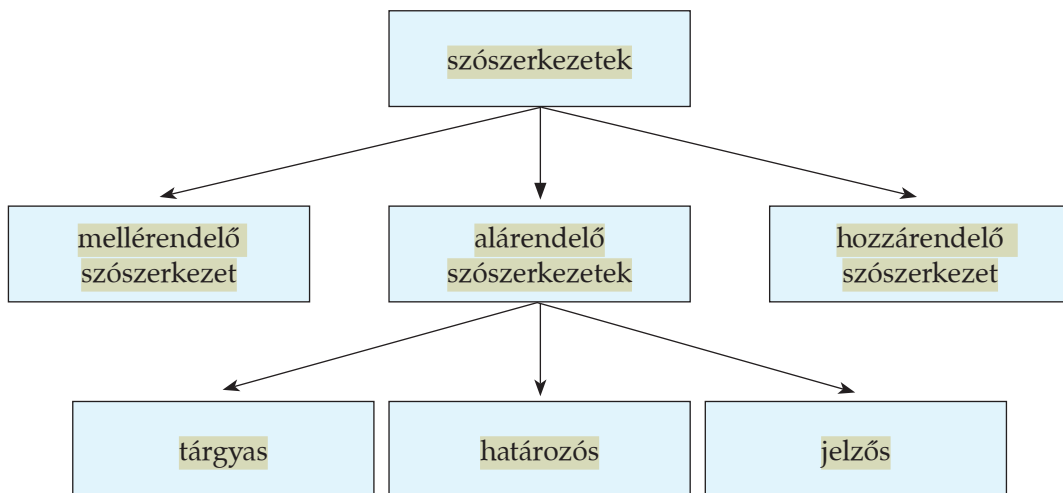 szószerkezetek
mellérendelő
szószerkezet
alárendelő
szószerkezetek
hozzárendelő
szószerkezet
tárgyas
határozós
jelzős